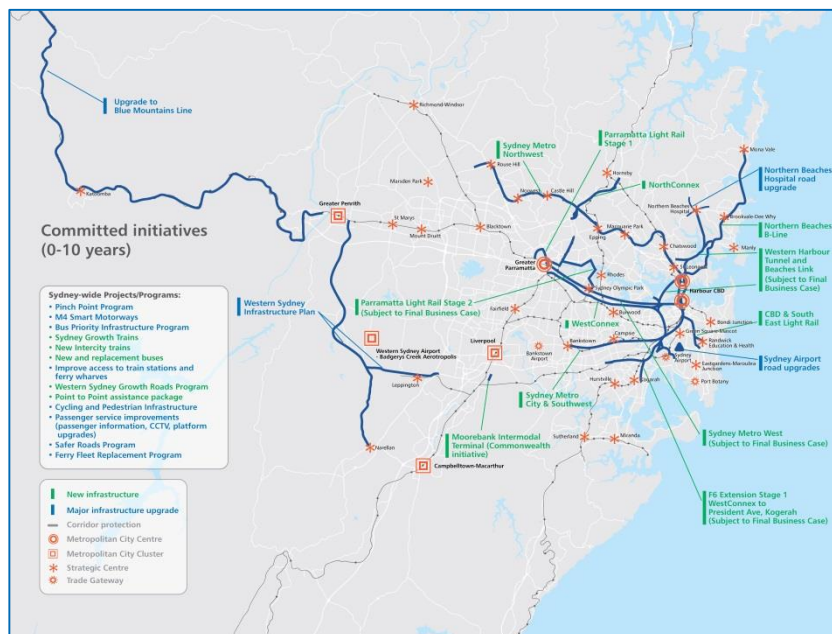 Upgrade to
Blue Mountains Line
Richmond-Windsor
Katoomba
Marsden Park
Sydney Metro
Northwest
Rouse Hill
Norwest
Castle Hill
Parramatta Light Rail
Stage 1
Hornsby
NorthConnex
Mona Vale
Northern Beaches
Hospital road
upgrade
Northern Beaches
Hospital
Brookvale-Dee Why
Northern Beaches
B-Line
Greater Penrith
St Marys
Mount Druitt
Blacktown
Epping
Macquarie Park
Chatswood
Manly
St Leonards
Western Harbour
Tunnel and
Beaches Link
(Subject to Final
Business Case)
Committed initiatives
(0-10 years)
Greater
Parramatta
Rhodes
Sydney Olympic Park
Harbour CBD
Sydney-wide Projects/Programs:
• Pinch Point Program
• M4 Smart Motorways
• Bus Priority Infrastructure Program
• Sydney Growth Trains
• New Intercity trains
• New and replacement buses
• Improve access to train stations and
ferry wharves
• Western Sydney Growth Roads Program
• Point to Point assistance package
• Cycling and Pedestrian Infrastructure
• Passenger service improvements
(passenger information, CCTV, platform
upgrades)
• Safer Roads Program
• Ferry Fleet Replacement Program
Western Sydney
Infrastructure Plan
Parramatta Light Rail Stage 2
(Subject to Final Business Case)
Fairfield
WestConnex
Burwood
Bondi Junction
CBD & South
East Light Rail
Western Sydney Airport
- Badgerys Creek Aerotropolis
Liverpool
Bankstown
Airport
Bankstown
Campsie
Green Square-Mascot
Randwick
Education & Health
Sydney
Airport
Eastgardens-Maroubra
Junction
Port Botany
Sydney Airport
road upgrades
Leppington
Hurstville
Kogarah
Sydney Metro
City & Southwest
Narellan
Moorebank Intermodal
Terminal (Commonwealth
initiative)
Sutherland
Miranda
Sydney Metro West
(Subject to Final Business Case)
Campbelltown-Macarthur
F6 Extension Stage 1
WestConnex to
President Ave, Kogerah
(Subject to Final Business Case)
New infrastructure
Major infrastructure upgrade
Corridor protection
Metropolitan City Centre
Metropolitan City Cluster
Strategic Centre
Trade Gateway